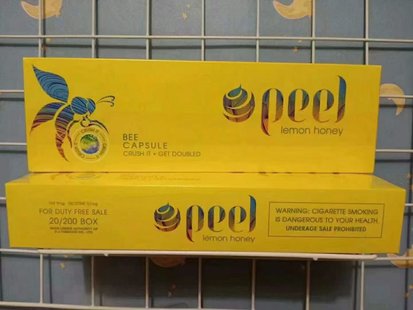 peel
lemon honey
BEE
CAPSULE
CRUSH IT • GET DOUBLED
FOR DUTY FREE SALE
20/200 BOX
peel
lemon honey
WARNING: CIGARETTE SMOKING
IS DANGEROUS TO YOUR HEALTH
UNDERAGE SALE PROHIBITED